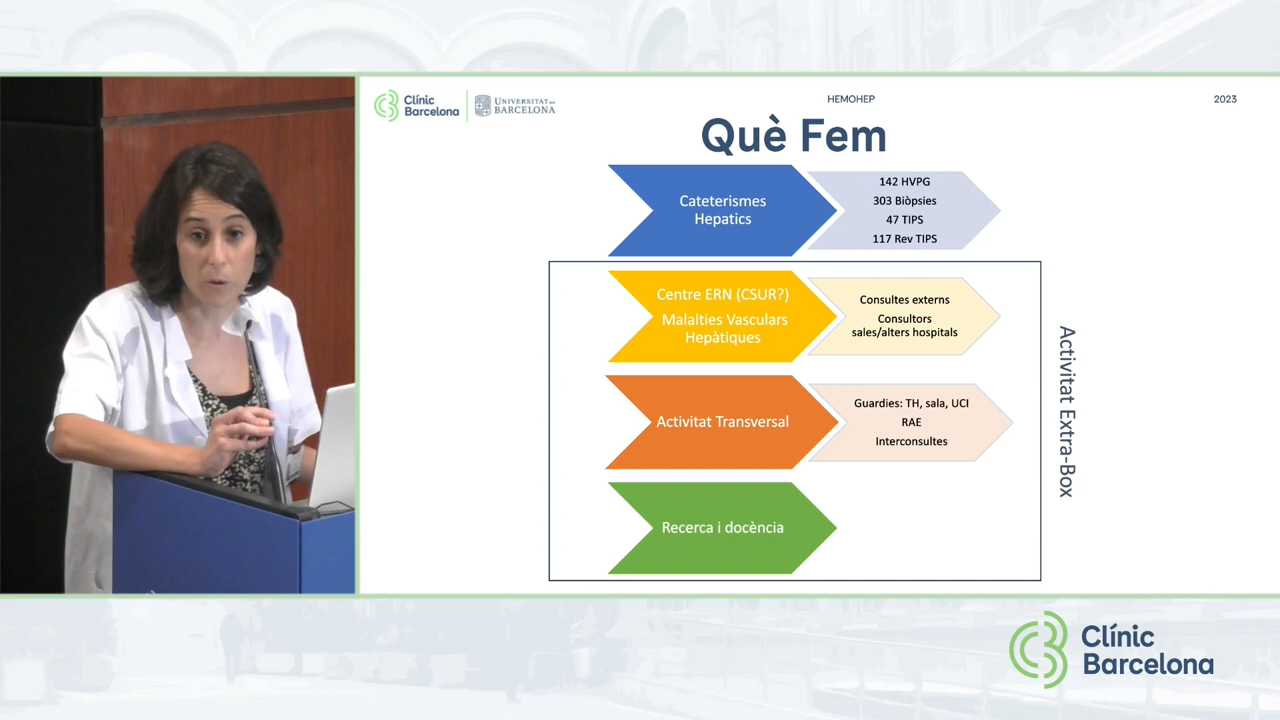 Clínic
Barcelona
UNIVERSITAT DE
BARCELONA
HEMOHEP
2023
Què Fem
Cateterismes
Hepatics
142 HVPG
303 Biòpsies
47 TIPS
117 Rev TIPS
Centre ERN (CSUR?)
Malalties Vasculars
Hepàtiques
Consultes externs
Consultors
sales/alters hospitals
Activitat Transversal
Guardies: TH, sala, UCI
RAE
Interconsultes
Recerca i docència
Activitat Extra-Box
Clínic
Barcelona